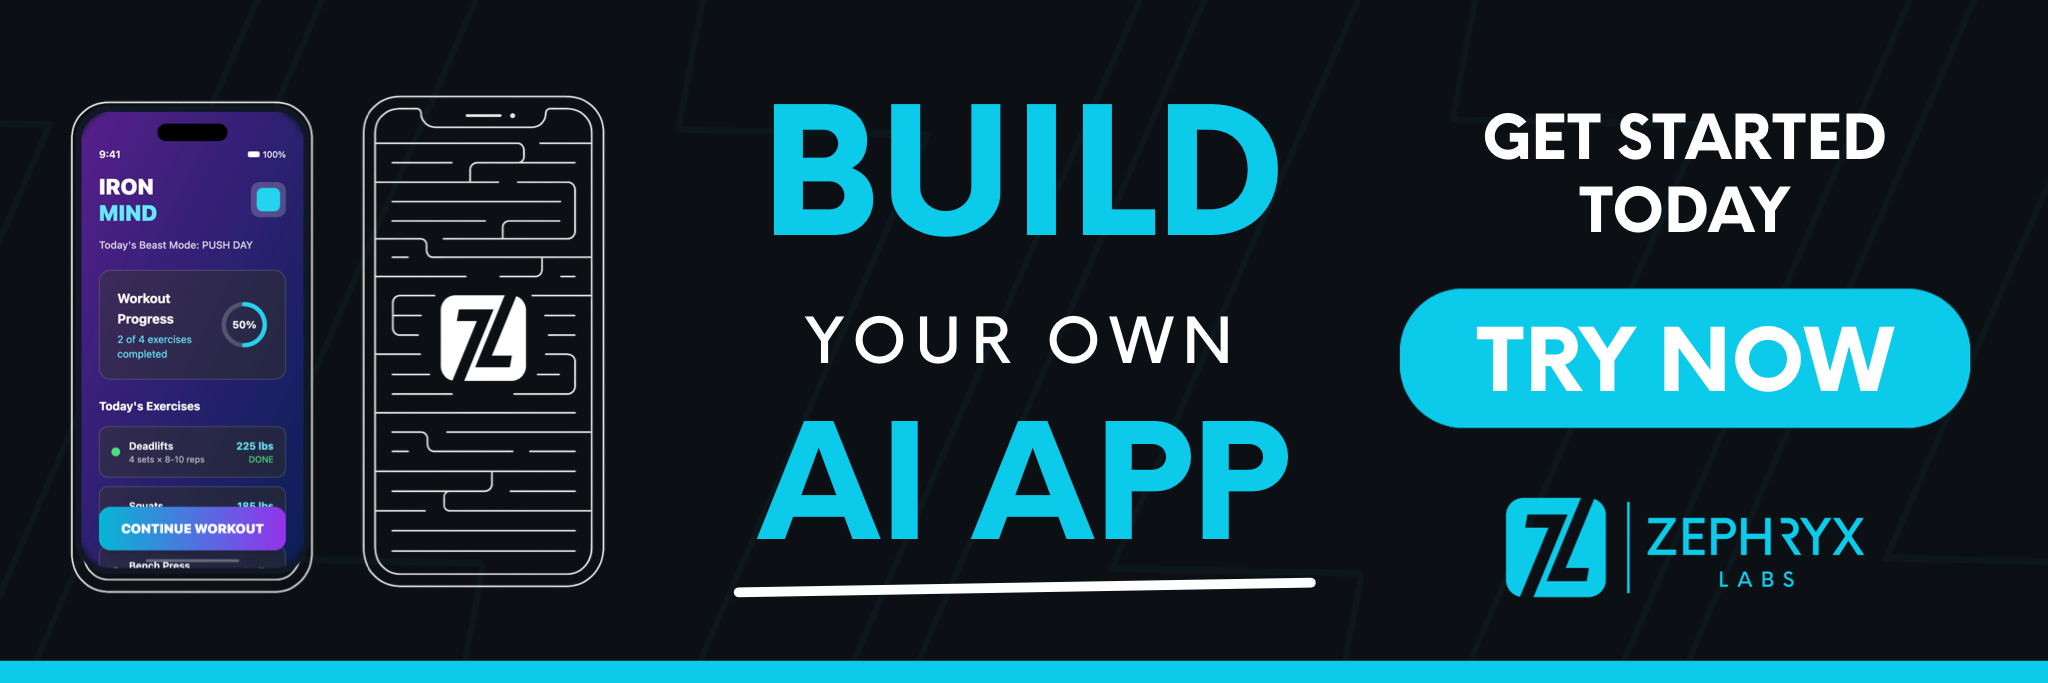 9:41
100%
IRON
MIND
Today's Beast Mode: PUSH DAY
Workout
Progress
2 of 4 exercises
completed
50%
Today's Exercises
Deadlifts
225 lbs
4 sets × 8-10 reps
DONE
Squats
185 lbs
CONTINUE WORKOUT
Bench Press
BUILD
YOUR OWN
AI APP
GET STARTED
TODAY
TRY NOW
ZEPHRYX
LABS